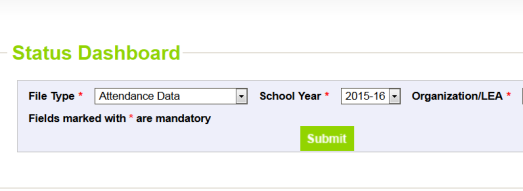 Status Dashboard
File Type * Attendance Data School Year * 2015-16 Organization/LEA *
Fields marked with * are mandatory
Submit